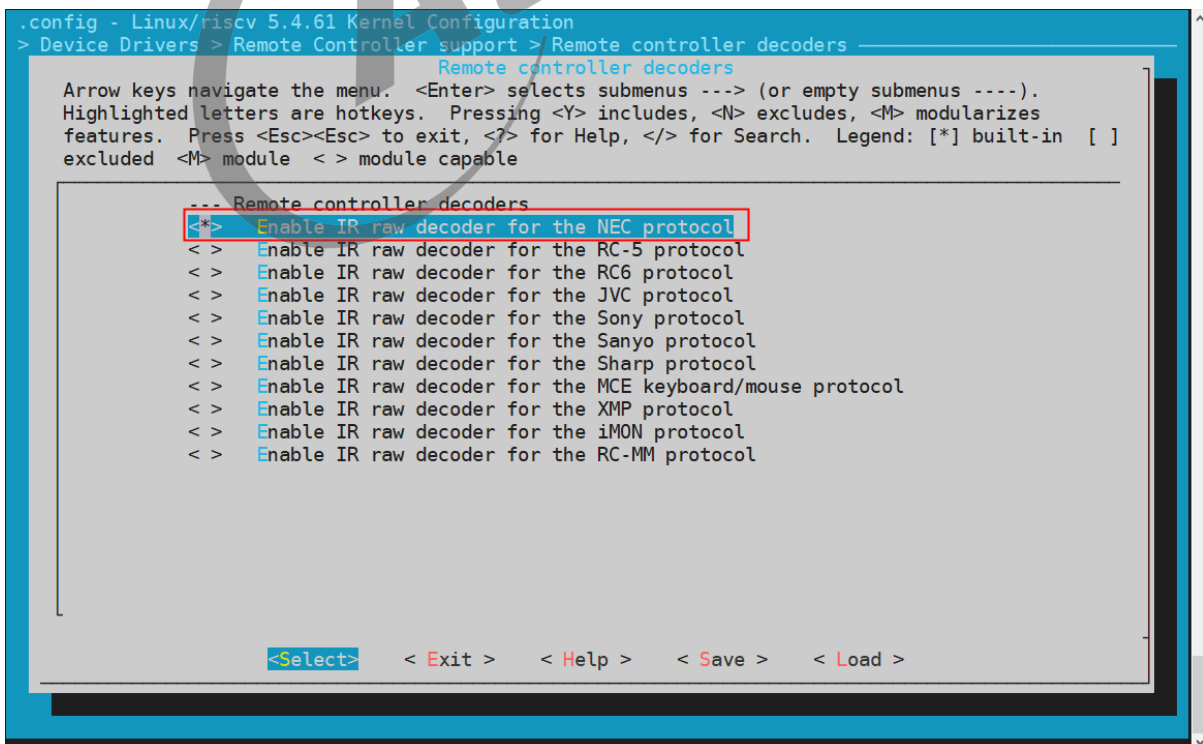 .config - Linux/riscv 5.4.61 Kernel Configuration
> Device Drivers > Remote Controller support > Remote controller decoders
Remote controller decoders
Arrow keys navigate the menu.  <Enter> selects submenus ---> (or empty submenus ----).
Highlighted letters are hotkeys.  Pressing <Y> includes, <N> excludes, <M> modularizes
features.  Press <Esc><Esc> to exit, <?> for Help, </> for Search.  Legend: [*] built-in  [ ]
excluded  <M> module  < > module capable
--- Remote controller decoders
<*>   Enable IR raw decoder for the NEC protocol
< >   Enable IR raw decoder for the RC-5 protocol
< >   Enable IR raw decoder for the RC6 protocol
< >   Enable IR raw decoder for the JVC protocol
< >   Enable IR raw decoder for the Sony protocol
< >   Enable IR raw decoder for the Sanyo protocol
< >   Enable IR raw decoder for the Sharp protocol
< >   Enable IR raw decoder for the MCE keyboard/mouse protocol
< >   Enable IR raw decoder for the XMP protocol
< >   Enable IR raw decoder for the iMON protocol
< >   Enable IR raw decoder for the RC-MM protocol
<Select>    < Exit >    < Help >    < Save >    < Load >